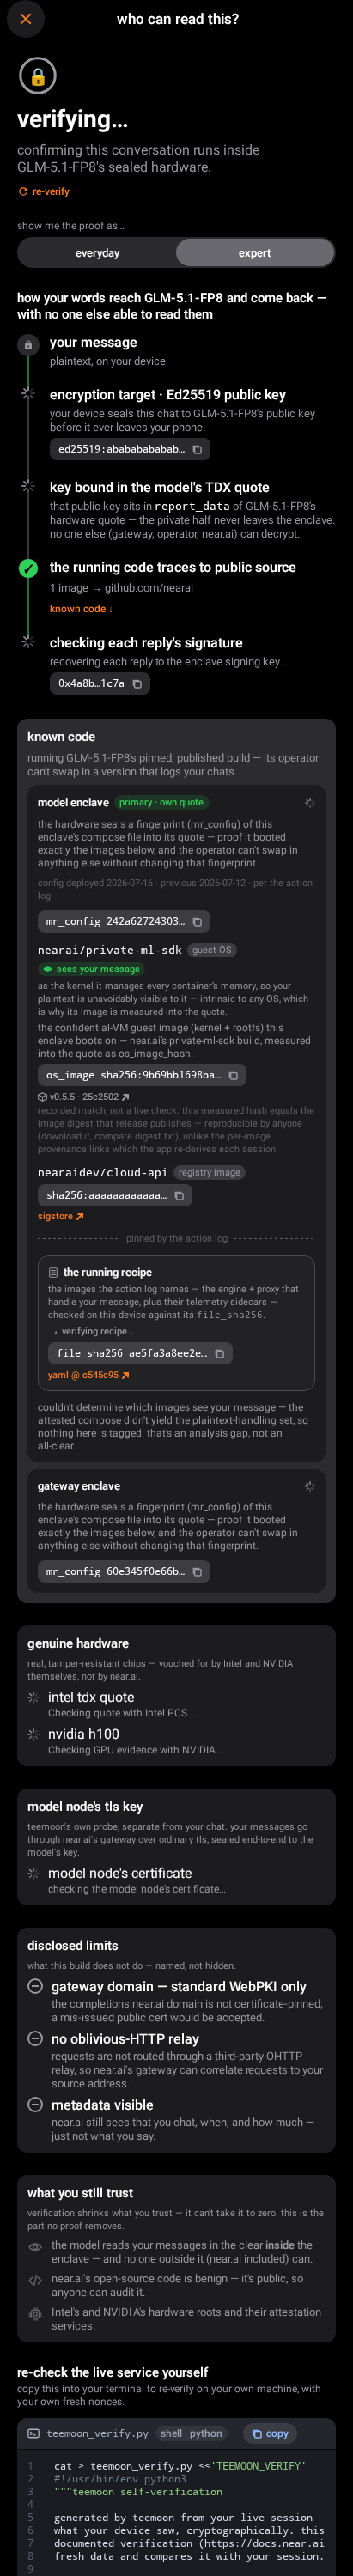 who can read this?
verifying…
confirming this conversation runs inside
GLM-5.1-FP8's sealed hardware.
re-verify
show me the proof as…
everyday
expert
how your words reach GLM-5.1-FP8 and come back —
with no one else able to read them
your message
plaintext, on your device
encryption target · Ed25519 public key
your device seals this chat to GLM-5.1-FP8's public key
before it ever leaves your phone.
ed25519:abababababab…
key bound in the model's TDX quote
that public key sits in report_data of GLM-5.1-FP8's
hardware quote — the private half never leaves the enclave.
no one else (gateway, operator, near.ai) can decrypt.
the running code traces to public source
1 image → github.com/nearai
known code ↓
checking each reply's signature
recovering each reply to the enclave signing key…
0x4a8b…1c7a
known code
running GLM-5.1-FP8's pinned, published build — its operator
can't swap in a version that logs your chats.
model enclave primary · own quote
the hardware seals a fingerprint (mr_config) of this
enclave's compose file into its quote — proof it booted
exactly the images below, and the operator can't swap in
anything else without changing that fingerprint.
config deployed 2026-07-16 · previous 2026-07-12 · per the action
log
mr_config 242a62724303…
nearai/private-ml-sdk guest OS
sees your message
as the kernel it manages every container's memory, so your
plaintext is unavoidably visible to it — intrinsic to any OS, which
is why its image is measured into the quote.
the confidential-VM guest image (kernel + rootfs) this
enclave boots on — near.ai's private-ml-sdk build, measured
into the quote as os_image_hash.
os_image sha256:9b69bb1698ba…
v0.5.5 · 25c2502 ↗
recorded match, not a live check: this measured hash equals the
image digest that release publishes — reproducible by anyone
(download it, compare digest.txt), unlike the per-image
provenance links which the app re-derives each session.
nearaidev/cloud-api registry image
sha256:aaaaaaaaaaaa…
sigstore ↗
pinned by the action log
the running recipe
the images the action log names — the engine + proxy that
handle your message, plus their telemetry sidecars —
checked on this device against its file_sha256.
verifying recipe…
file_sha256 ae5fa3a8ee2e…
yaml @ c545c95 ↗
couldn't determine which images see your message — the
attested compose didn't yield the plaintext-handling set, so
nothing here is tagged. that's an analysis gap, not an
all-clear.
gateway enclave
the hardware seals a fingerprint (mr_config) of this
enclave's compose file into its quote — proof it booted
exactly the images below, and the operator can't swap in
anything else without changing that fingerprint.
mr_config 60e345f0e66b…
genuine hardware
real, tamper-resistant chips — vouched for by Intel and NVIDIA
themselves, not by near.ai.
intel tdx quote
Checking quote with Intel PCS…
nvidia h100
Checking GPU evidence with NVIDIA…
model node's tls key
teemoon's own probe, separate from your chat. your messages go
through near.ai's gateway over ordinary tls, sealed end-to-end to the
model's key.
model node's certificate
checking the model node's certificate…
disclosed limits
what this build does not do — named, not hidden.
gateway domain — standard WebPKI only
the completions.near.ai domain is not certificate-pinned;
a mis-issued public cert would be accepted.
no oblivious-HTTP relay
requests are not routed through a third-party OHTTP
relay, so near.ai's gateway can correlate requests to your
source address.
metadata visible
near.ai still sees that you chat, when, and how much —
just not what you say.
what you still trust
verification shrinks what you trust — it can't take it to zero. this is the
part no proof removes.
the model reads your messages in the clear inside the
enclave — and no one outside it (near.ai included) can.
near.ai's open-source code is benign — it's public, so
anyone can audit it.
Intel's and NVIDIA's hardware roots and their attestation
services.
re-check the live service yourself
copy this into your terminal to re-verify on your own machine, with
your own fresh nonces.
teemoon_verify.py shell · python copy
1 cat > teemoon_verify.py <<'TEEMOON_VERIFY'
2 #!/usr/bin/env python3
3 """teemoon self-verification
4
5 generated by teemoon from your live session —
6 what your device saw, cryptographically. this
7 documented verification (https://docs.near.ai
8 fresh data and compares it with your session.
9